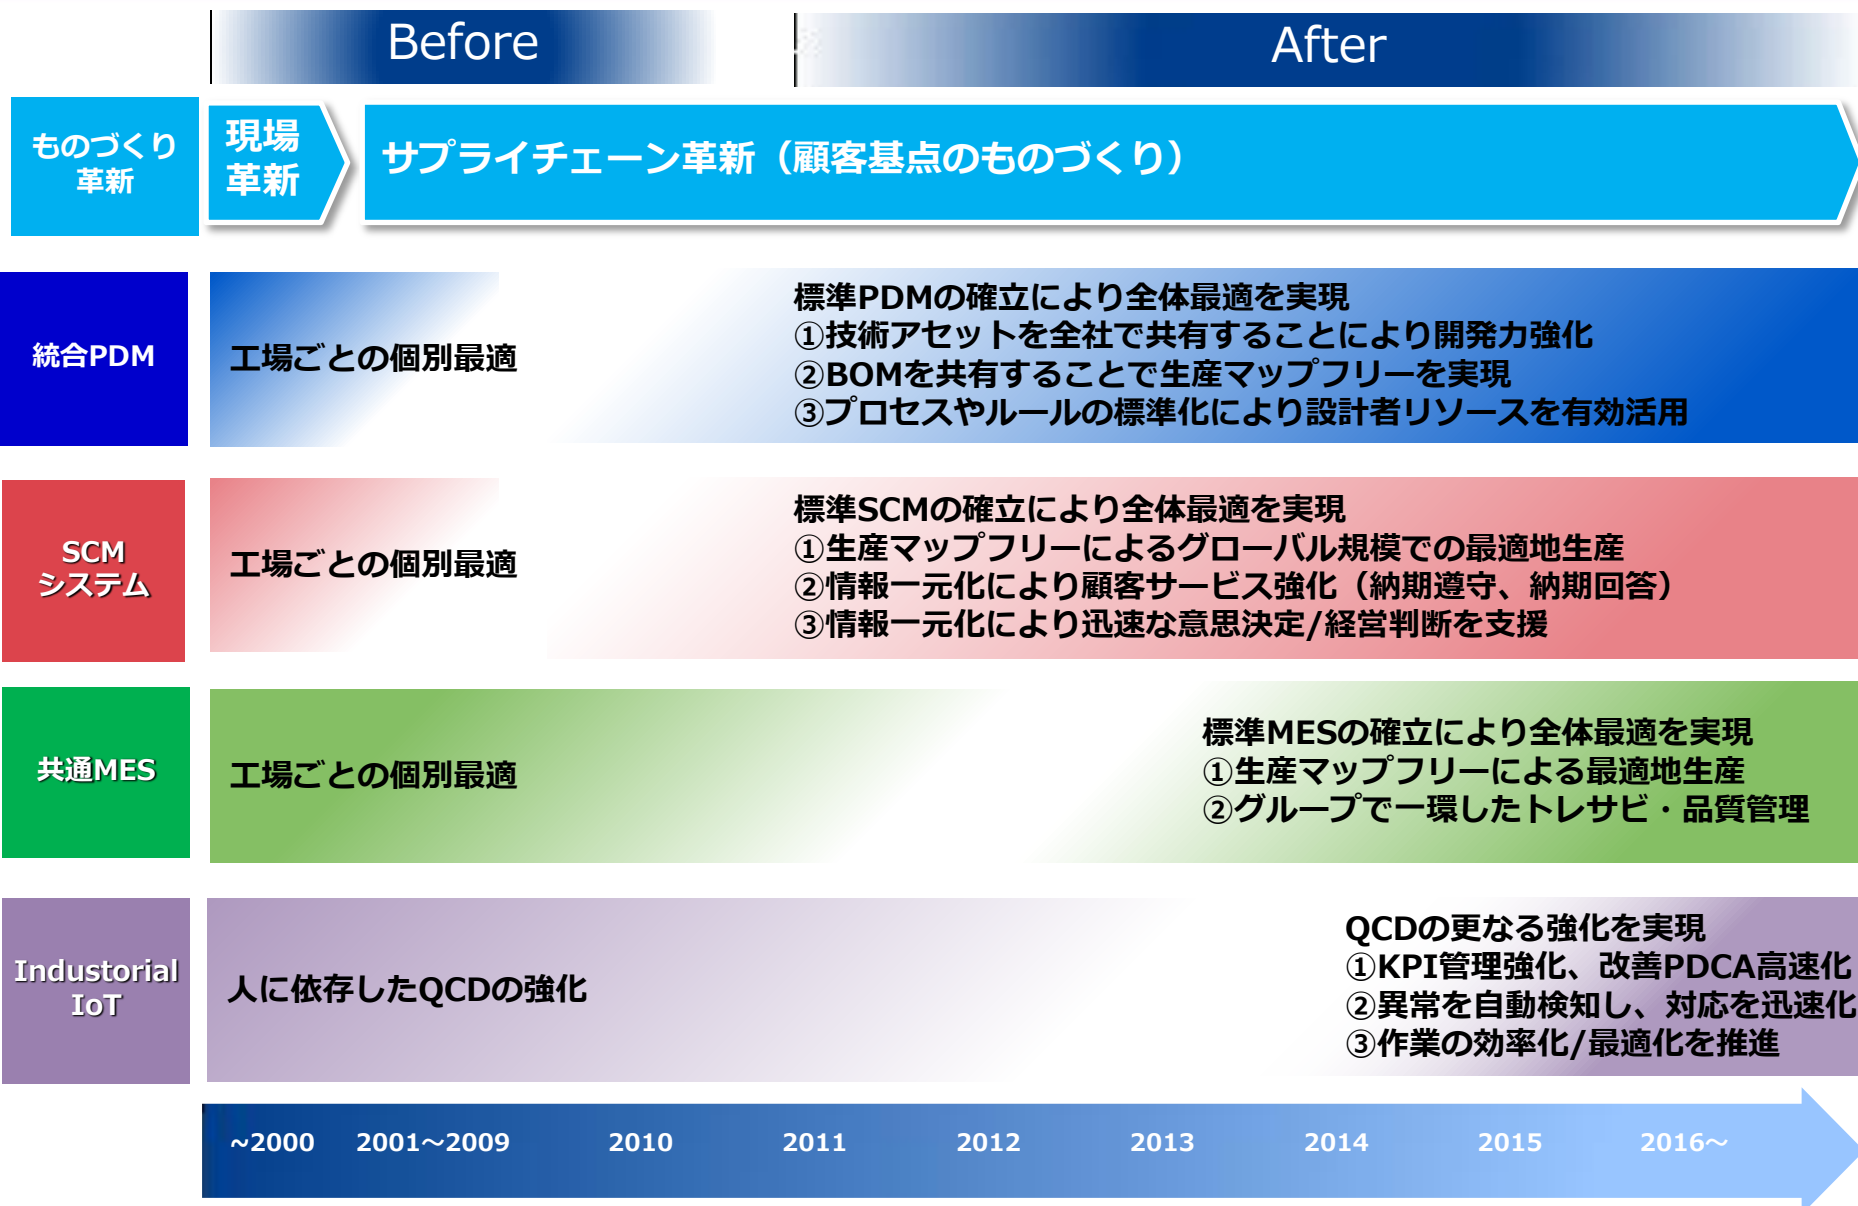 Before
After
ものづくり
革新
現場
革新
サプライチェーン革新（顧客基点のものづくり）
統合PDM
工場ごとの個別最適
標準PDMの確立により全体最適を実現
①技術アセットを全社で共有することにより開発力強化
②BOMを共有することで生産マップフリーを実現
③プロセスやルールの標準化により設計者リソースを有効活用
SCM
システム
工場ごとの個別最適
標準SCMの確立により全体最適を実現
①生産マップフリーによるグローバル規模での最適地生産
②情報一元化により顧客サービス強化（納期遵守、納期回答）
③情報一元化により迅速な意思決定/経営判断を支援
共通MES
工場ごとの個別最適
標準MESの確立により全体最適を実現
①生産マップフリーによる最適地生産
②グループで一環したトレサビ・品質管理
Industorial
IoT
人に依存したQCDの強化
QCDの更なる強化を実現
①KPI管理強化、改善PDCA高速化
②異常を自動検知し、対応を迅速化
③作業の効率化/最適化を推進
~2000 2001～2009 2010 2011 2012 2013 2014 2015 2016～